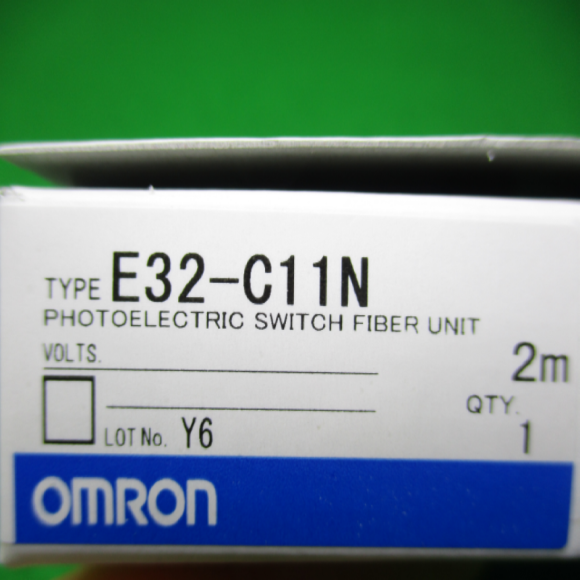 TYPE E32-C11N
PHOTOELECTRIC SWITCH FIBER UNIT
VOLTS.
2m
QTY.
LOT No. Y6
1
OMRON